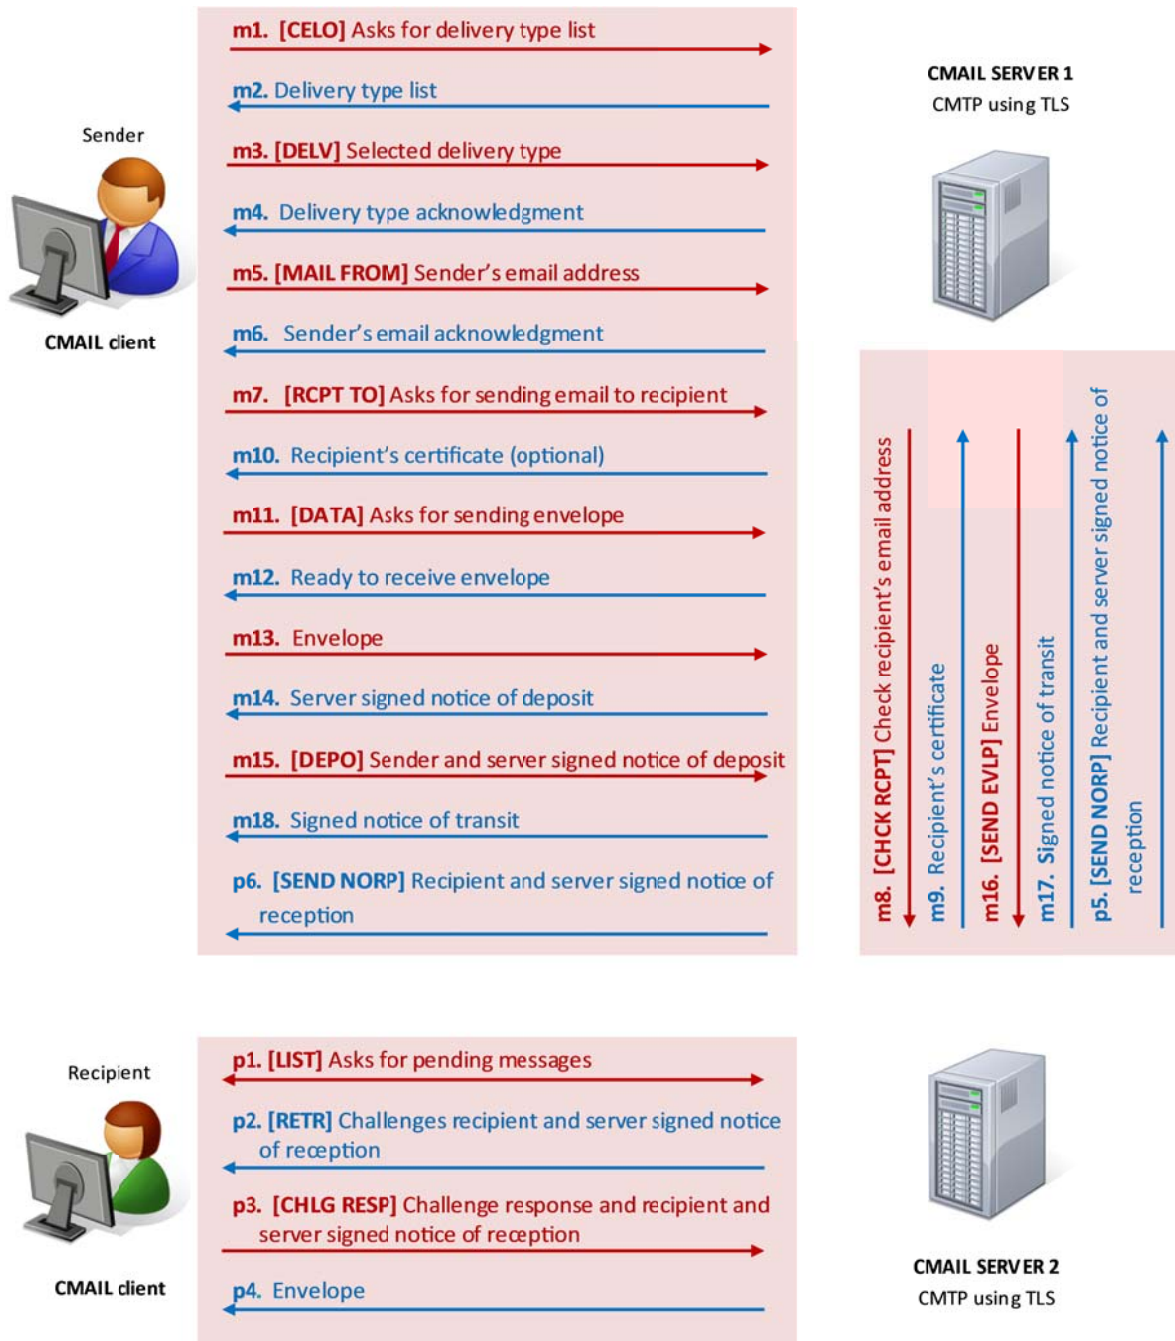 m1. [CELO] Asks for delivery type list
m2. Delivery type list
m3. [DELV] Selected delivery type
m4. Delivery type acknowledgment
m5. [MAIL FROM] Sender's email address
m6. Sender's email acknowledgment
m7. [RCPT TO] Asks for sending email to recipient
m10. Recipient's certificate (optional)
m11. [DATA] Asks for sending envelope
m12. Ready to receive envelope
m13. Envelope
m14. Server signed notice of deposit
m15. [DEPO] Sender and server signed notice of deposit
m18. Signed notice of transit
p6. [SEND NORP] Recipient and server signed notice of
reception
Sender
CMAIL client
CMAIL SERVER 1
CMTP using TLS
m8. [CHCK RCPT] Check recipient's email address
m9. Recipient's certificate
m16. [SEND EVLP] Envelope
m17. Signed notice of transit
p5. [SEND NORP] Recipient and server signed notice of
reception
Recipient
CMAIL client
p1. [LIST] Asks for pending messages
p2. [RETR] Challenges recipient and server signed notice
of reception
p3. [CHLG RESP] Challenge response and recipient and
server signed notice of reception
p4. Envelope
CMAIL SERVER 2
CMTP using TLS